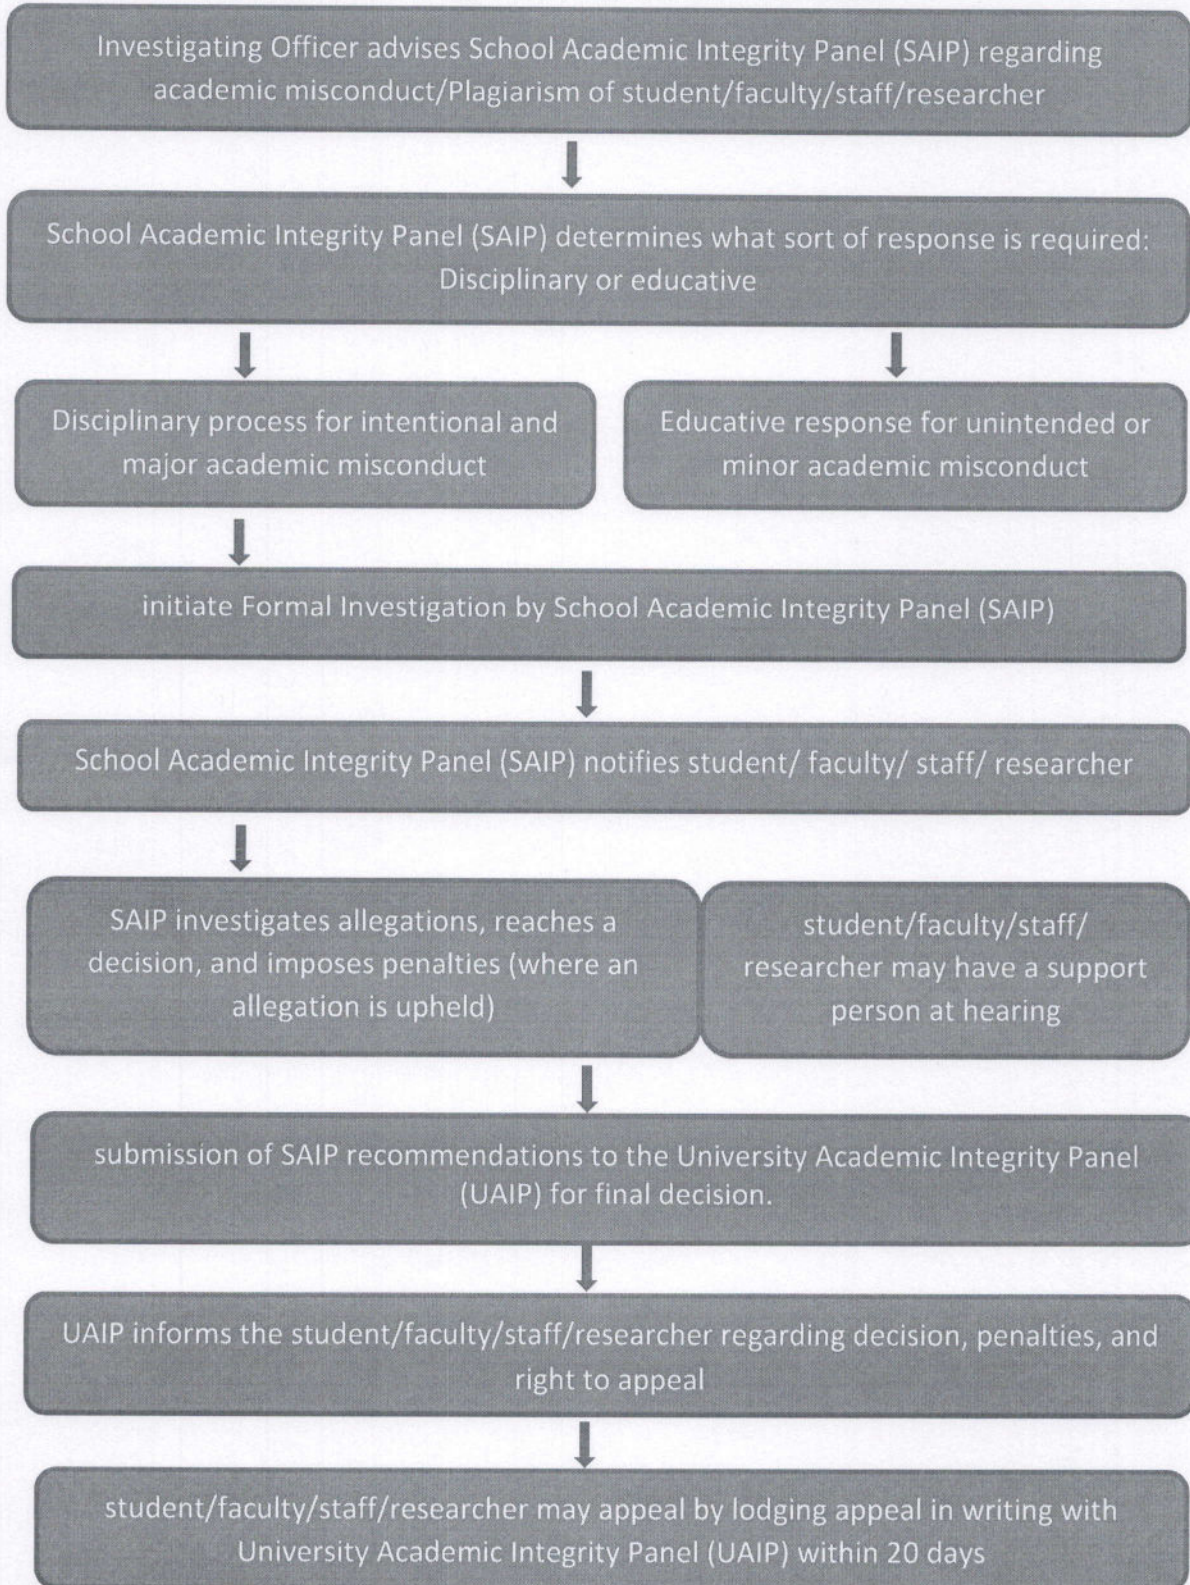 Investigating Officer advises School Academic Integrity Panel (SAIP) regarding
academic misconduct/Plagiarism of student/faculty/staff/researcher
School Academic Integrity Panel (SAIP) determines what sort of response is required:
Disciplinary or educative
Disciplinary process for intentional and
major academic misconduct
Educative response for unintended or
minor academic misconduct
initiate Formal Investigation by School Academic Integrity Panel (SAIP)
School Academic Integrity Panel (SAIP) notifies student/ faculty/ staff/ researcher
SAIP investigates allegations, reaches a
decision, and imposes penalties (where an
allegation is upheld)
student/faculty/staff/
researcher may have a support
person at hearing
submission of SAIP recommendations to the University Academic Integrity Panel
(UAIP) for final decision.
UAIP informs the student/faculty/staff/researcher regarding decision, penalties, and
right to appeal
student/faculty/staff/researcher may appeal by lodging appeal in writing with
University Academic Integrity Panel (UAIP) within 20 days